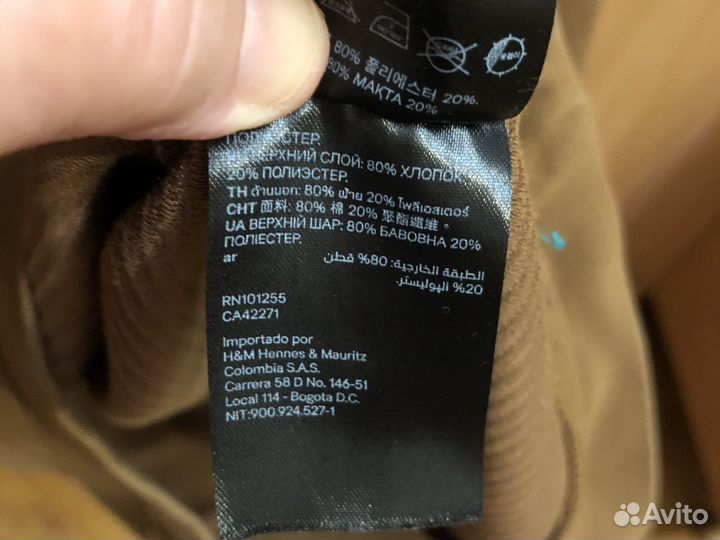 80% 폴리에스터 20%.
80% МАҚТА 20%
ПОЛИЭСТЕР.
ВЕРХНИЙ СЛОЙ: 80% ХЛОПОК
20% ПОЛИЭСТЕР.
TH ด้านนอก: 80% ฝ้าย 20% โพลีเอสเตอร์
CHT 面料: 80% 棉 20% 聚酯纖維。
UA ВЕРХНІЙ ШАР: 80% БАВОВНА 20%
ПОЛІЕСТЕР.
ar
الطبقة الخارجية: 80% قطن
20% البوليستر.
RN101255
CA42271
Importado por
H&M Hennes & Mauritz
Colombia S.A.S.
Carrera 58 D No. 146-51
Local 114 - Bogota D.C.
NIT:900.924.527-1
Avito